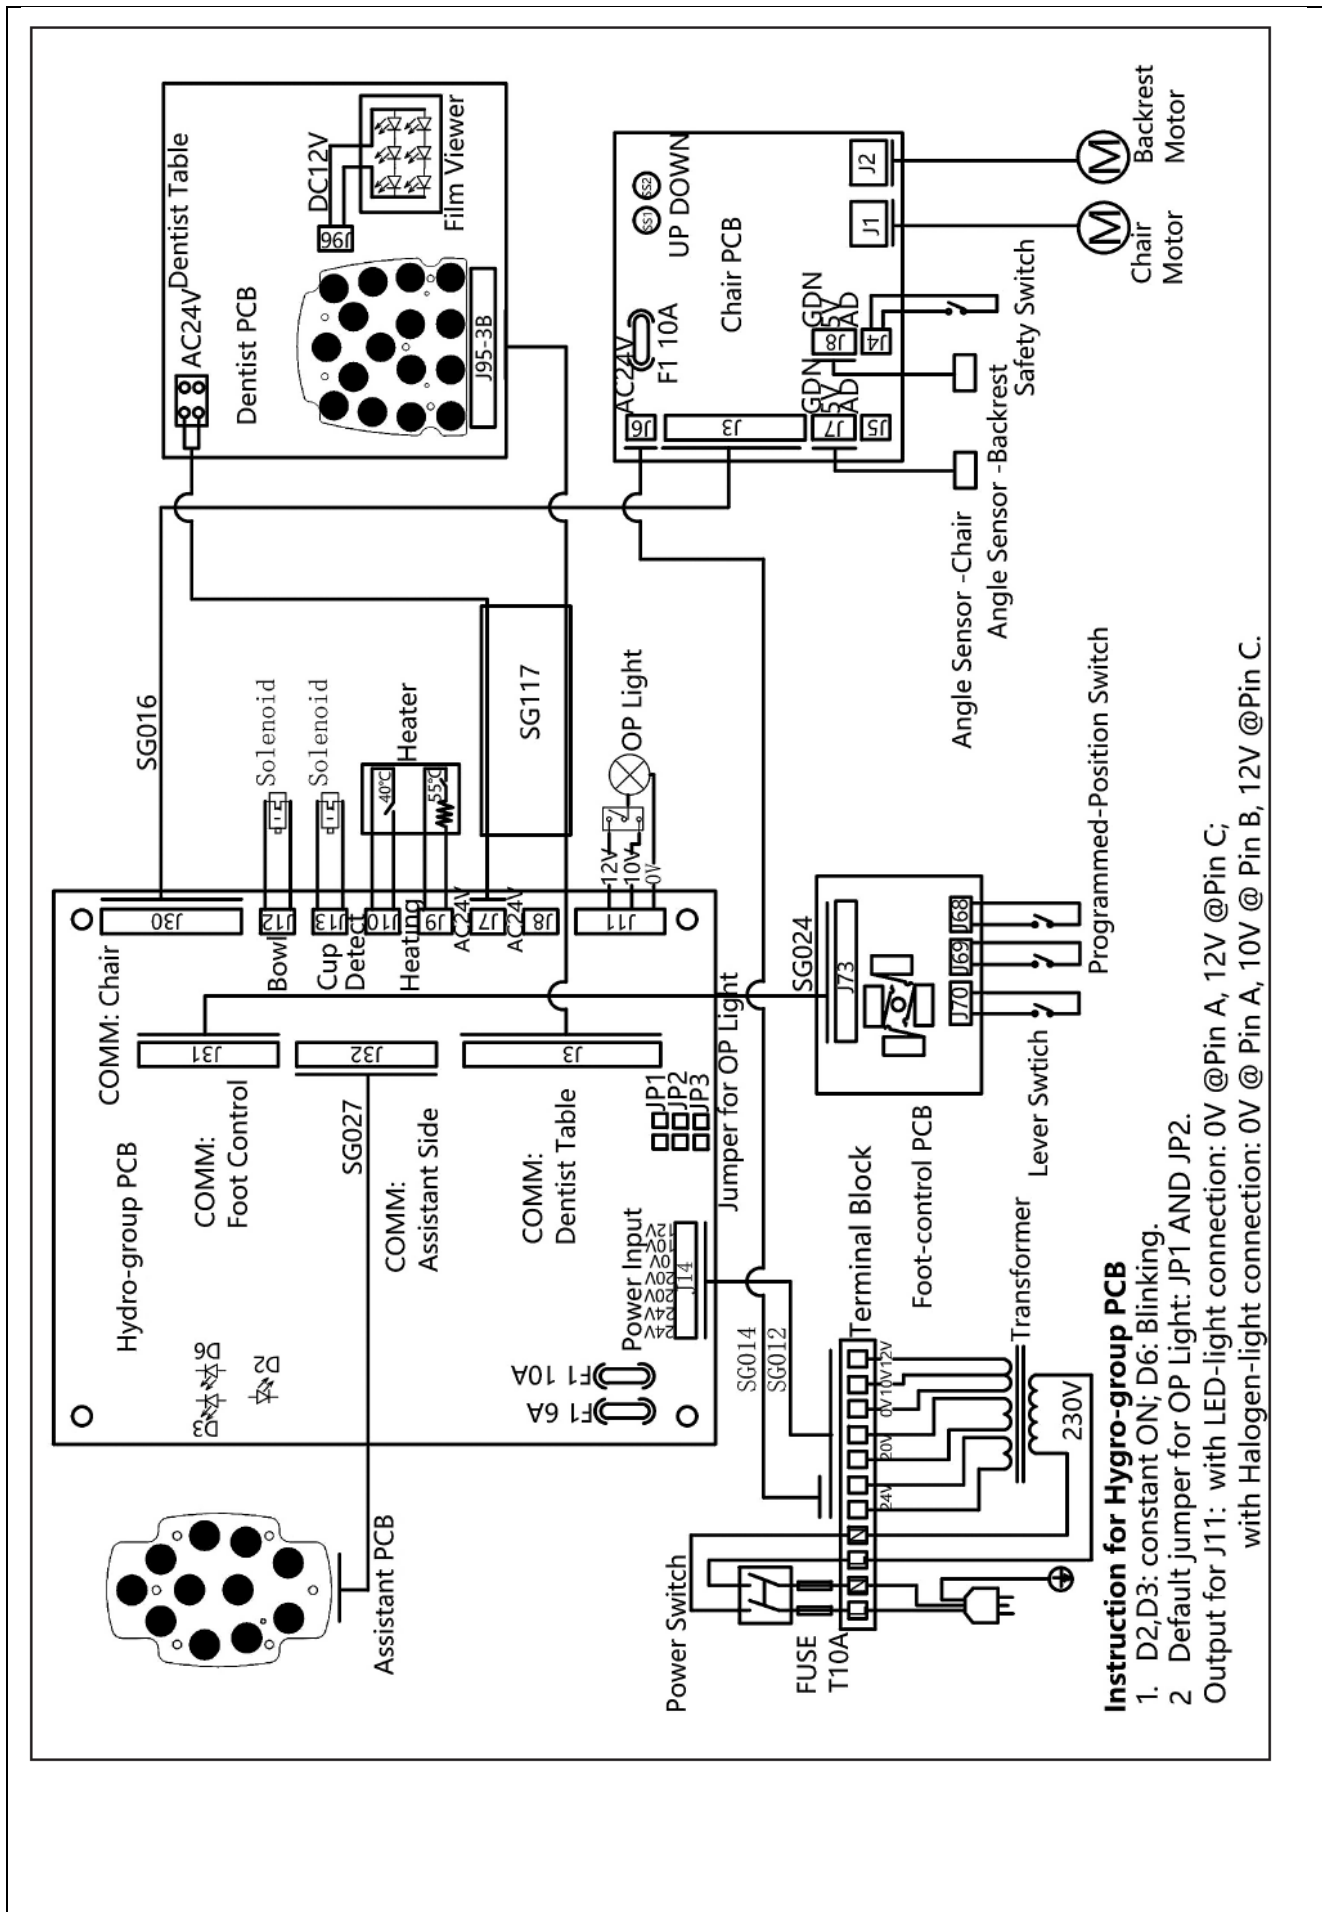 Assistant PCB
SG027
Hydro-group PCB
COMM: Chair
J30
SG016
D6
D3
D2
COMM:
Foot Control
J31
COMM:
Assistant Side
J32
COMM:
Dentist Table
J3
Bowl
J12
Solenoid
Cup
Detect
J13
Solenoid
Heating
J10
J9
40℃
55℃
Heater
AC24V
J7
AC24V
J8
SG117
J11
12V
10V
0V
OP Light
JP1
JP2
JP3
Jumper for OP Light
F1 10A
F1 6A
Power Input
24V
24V
20V
20V
0V
10V
12V
J14
Dentist Table
AC24V
Dentist PCB
J95-3B
J96
DC12V
Film Viewer
AC24V
J6
F1 10A
SS1
SS2
UP DOWN
J3
Chair PCB
GDN
5V
AD
J7
J5
GDN
5V
AD
J8
J4
J1
J2
Chair
Motor
Backrest
Motor
Safety Switch
Angle Sensor -Backrest
Angle Sensor -Chair
SG014
SG012
Power Switch
FUSE
T10A
Terminal Block
24V
20V
0V
10V
12V
Transformer
230V
SG024
J73
Foot-control PCB
J70
J69
J68
Lever Swtich
Programmed-Position Switch
Instruction for Hygro-group PCB
1. D2,D3: constant ON; D6: Blinking.
2 Default jumper for OP Light: JP1 AND JP2.
Output for J11: with LED-light connection: 0V @Pin A, 12V @Pin C;
with Halogen-light connection: 0V @ Pin A, 10V @ Pin B, 12V @Pin C.